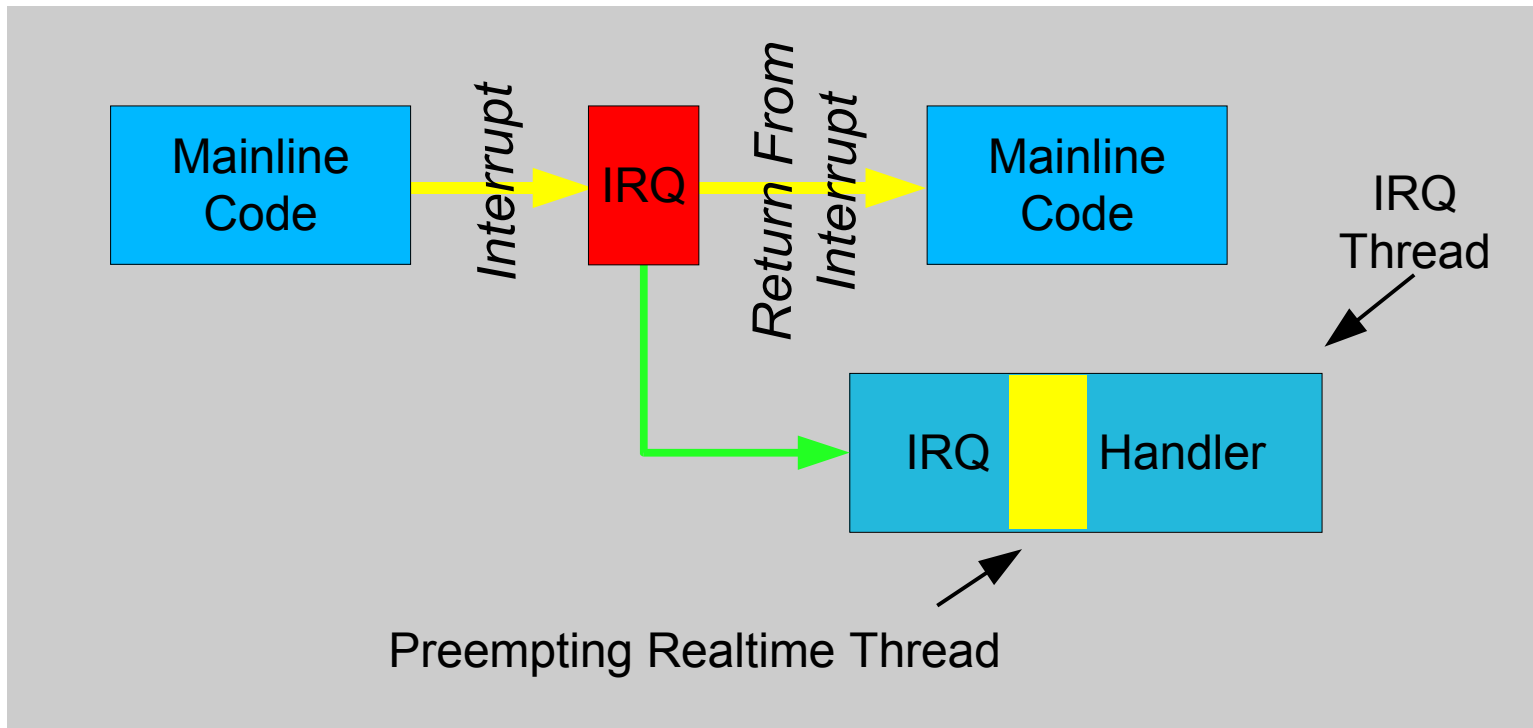 Mainline
Code
Interrupt
IRQ
Return From
Interrupt
Mainline
Code
IRQ
Thread
IRQ Handler
Preempting Realtime Thread